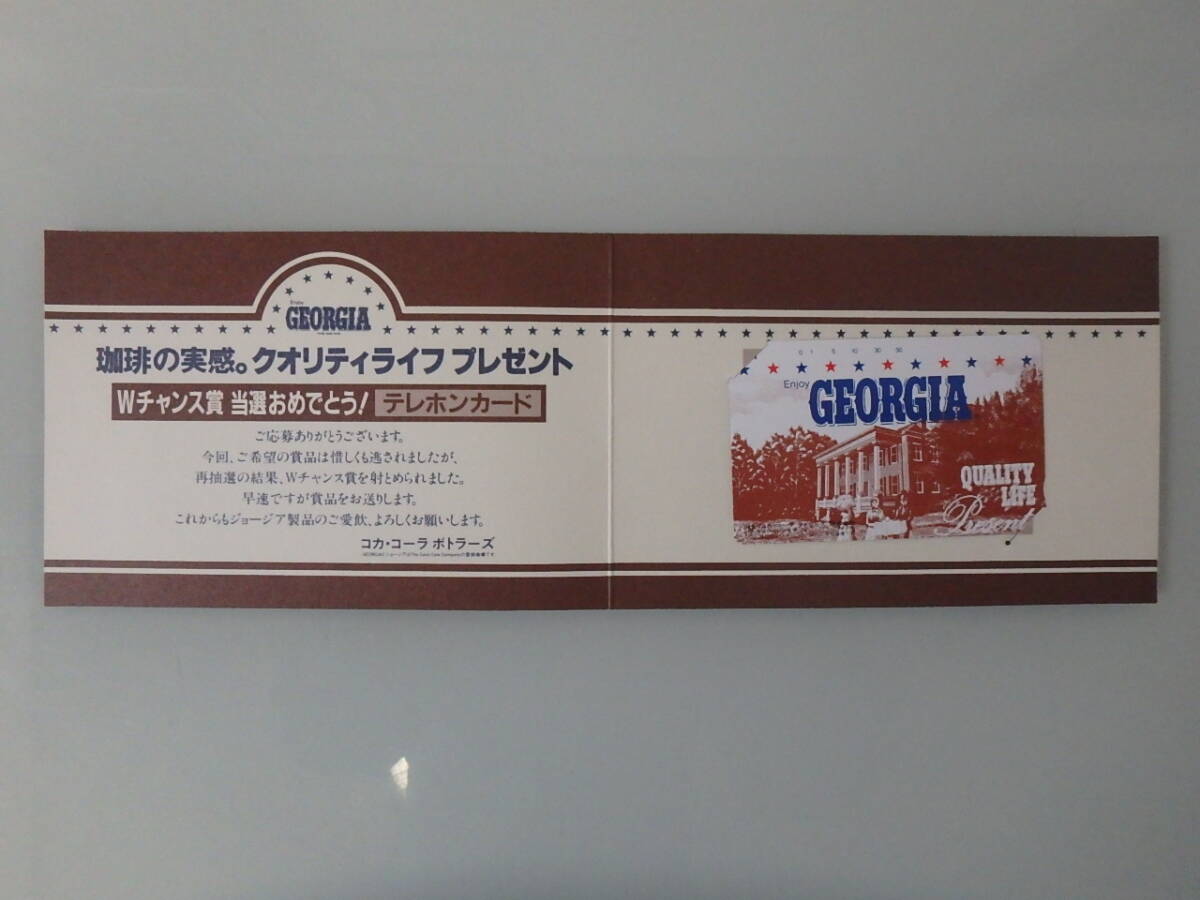 Enjoy
GEORGIA
珈琲の実感。クオリティライフ プレゼント
Wチャンス賞 当選おめでとう! テレホンカード
ご応募ありがとうございます。
今回、ご希望の賞品は惜しくも逃されましたが、
再抽選の結果、Wチャンス賞を射とめられました。
早速ですが賞品をお送りします。
これからもジョージア製品のご愛飲、よろしくお願いします。
コカ・コーラ ボトラーズ
Enjoy
GEORGIA
QUALITY
LIFE
Present